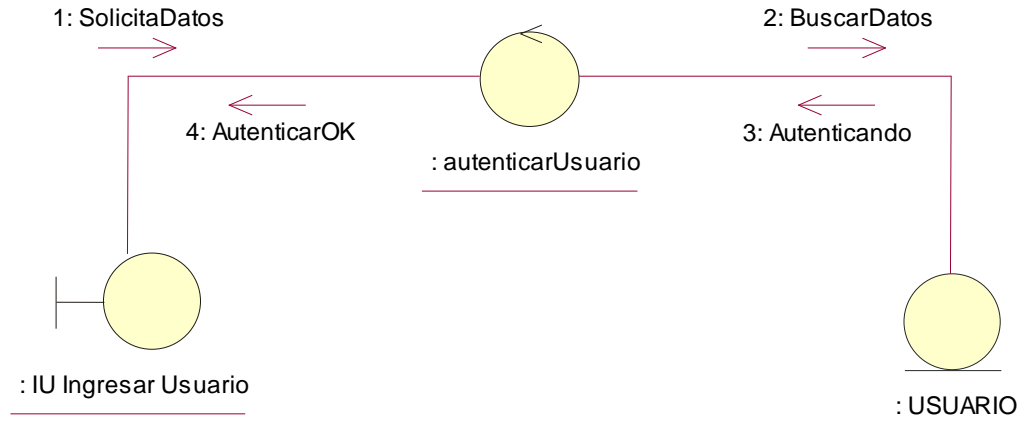 1: SolicitaDatos
2: BuscarDatos
4: AutenticarOK
3: Autenticando
: autenticarUsuario
: IU Ingresar Usuario
: USUARIO